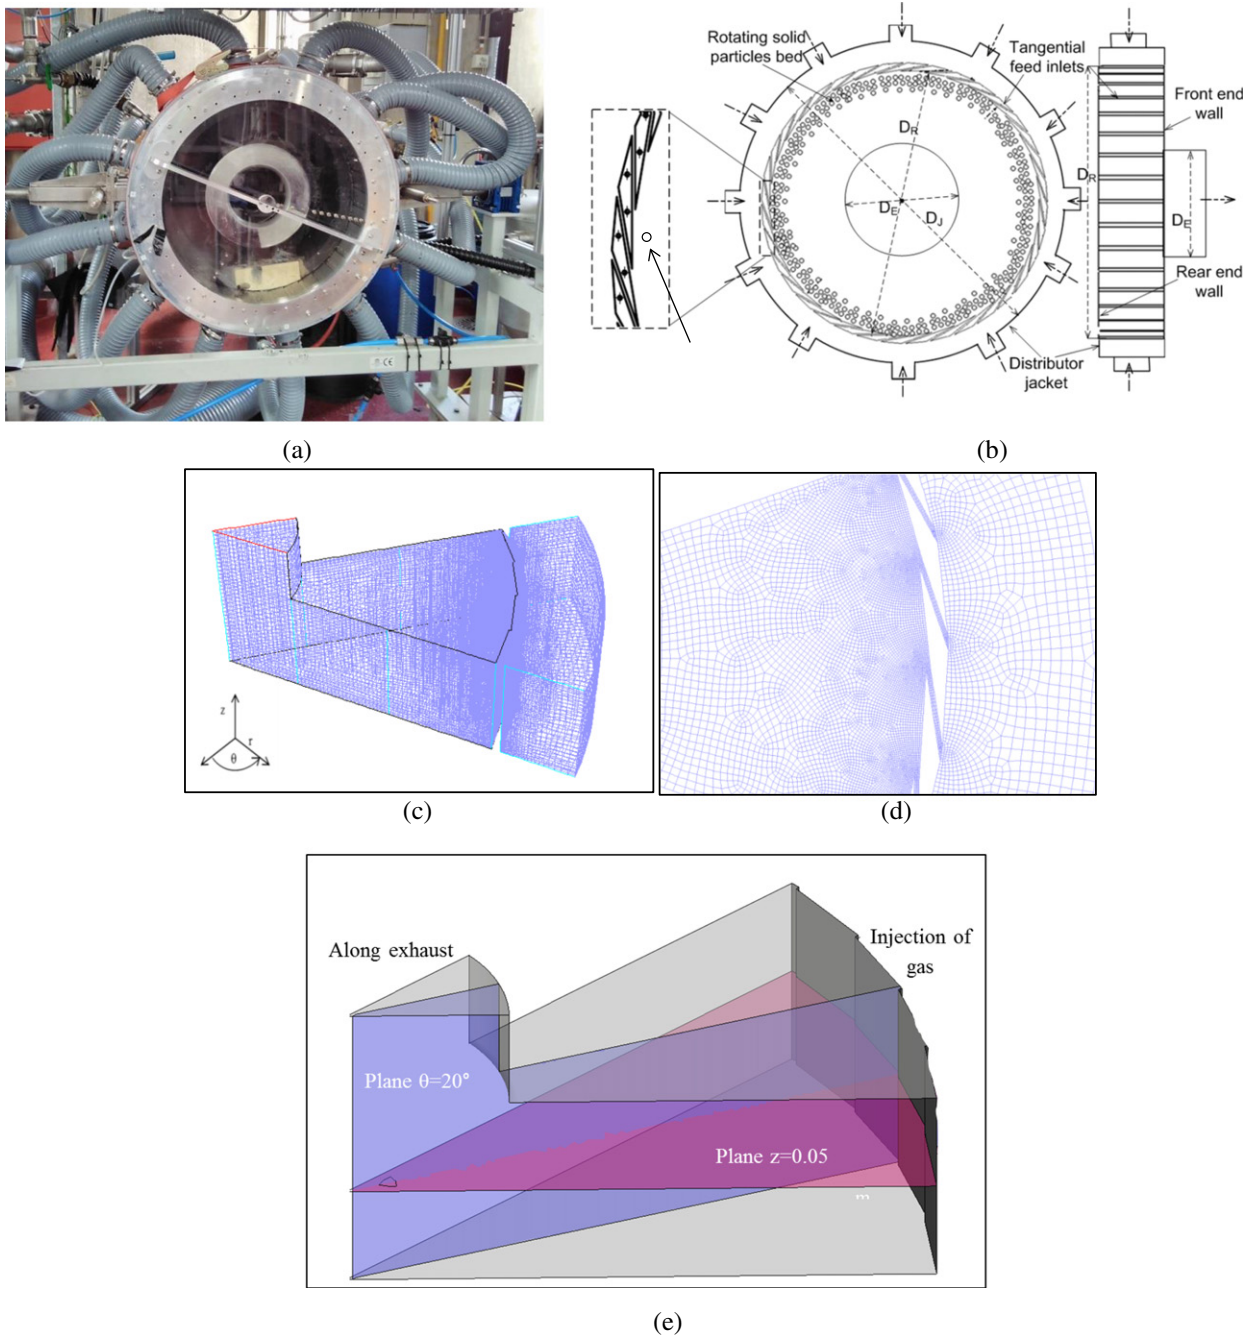 Rotating solid
particles bed
Tangential
feed inlets
Front end
wall
D_R
D_R
D_E
D_J
D_E
Rear end
wall
Distributor
jacket
(a)
(b)
z
r
θ
(c)
(d)
Along exhaust
Injection of
gas
Plane θ=20°
Plane z=0.05
m
(e)